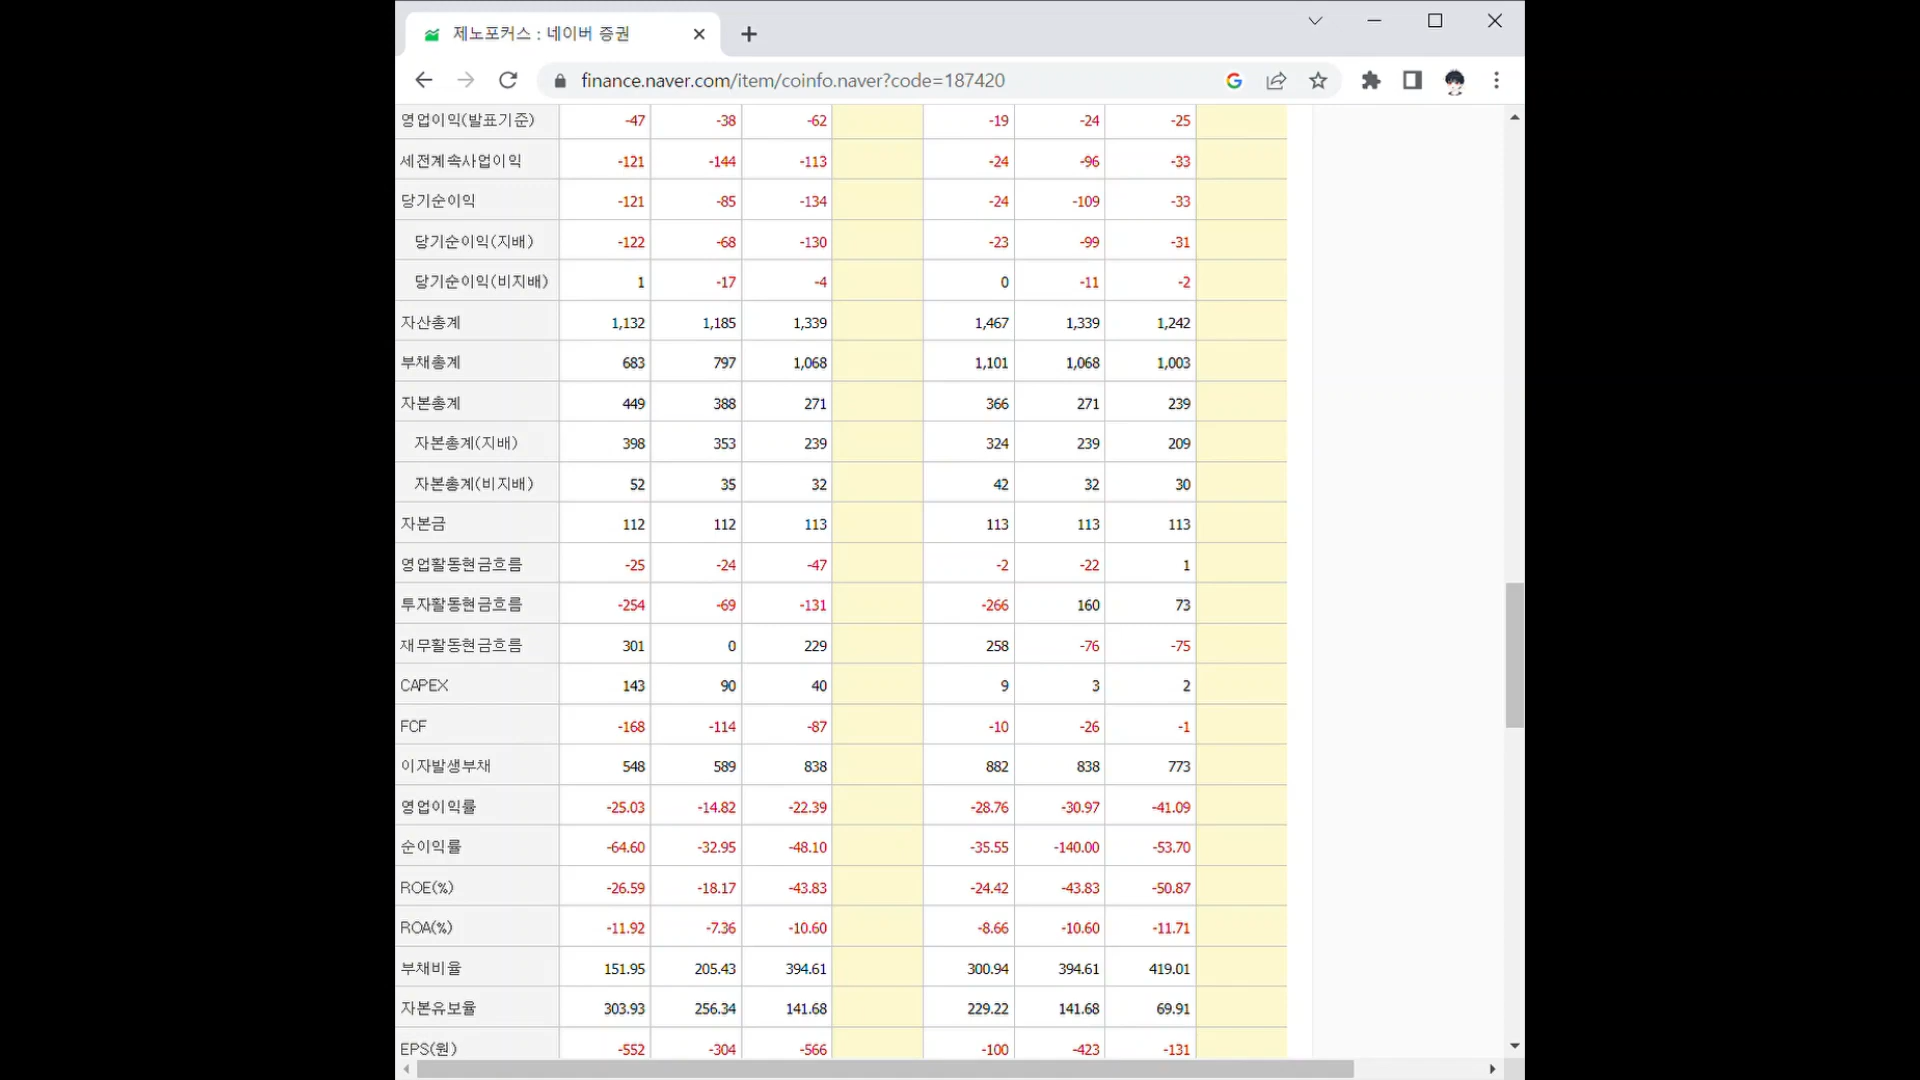 제노포커스 : 네이버 증권
finance.naver.com/item/coinfo.naver?code=187420
영업이익(발표기준) -47 -38 -62 -19 -24 -25
세전계속사업이익 -121 -144 -113 -24 -96 -33
당기순이익 -121 -85 -134 -24 -109 -33
당기순이익(지배) -122 -68 -130 -23 -99 -31
당기순이익(비지배) 1 -17 -4 0 -11 -2
자산총계 1,132 1,185 1,339 1,467 1,339 1,242
부채총계 683 797 1,068 1,101 1,068 1,003
자본총계 449 388 271 366 271 239
자본총계(지배) 398 353 239 324 239 209
자본총계(비지배) 52 35 32 42 32 30
자본금 112 112 113 113 113 113
영업활동현금흐름 -25 -24 -47 -2 -22 1
투자활동현금흐름 -254 -69 -131 -266 160 73
재무활동현금흐름 301 0 229 258 -76 -75
CAPEX 143 90 40 9 3 2
FCF -168 -114 -87 -10 -26 -1
이자발생부채 548 589 838 882 838 773
영업이익률 -25.03 -14.82 -22.39 -28.76 -30.97 -41.09
순이익률 -64.60 -32.95 -48.10 -35.55 -140.00 -53.70
ROE(%) -26.59 -18.17 -43.83 -24.42 -43.83 -50.87
ROA(%) -11.92 -7.36 -10.60 -8.66 -10.60 -11.71
부채비율 151.95 205.43 394.61 300.94 394.61 419.01
자본유보율 303.93 256.34 141.68 229.22 141.68 69.91
EPS(원) -552 -304 -566 -100 -423 -131